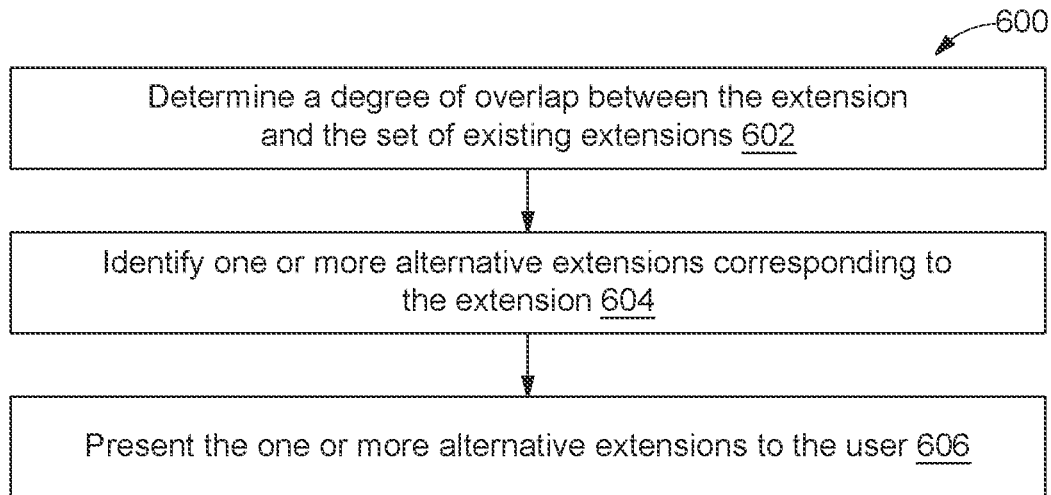 600
Determine a degree of overlap between the extension
and the set of existing extensions 602
Identify one or more alternative extensions corresponding to
the extension 604
Present the one or more alternative extensions to the user 606